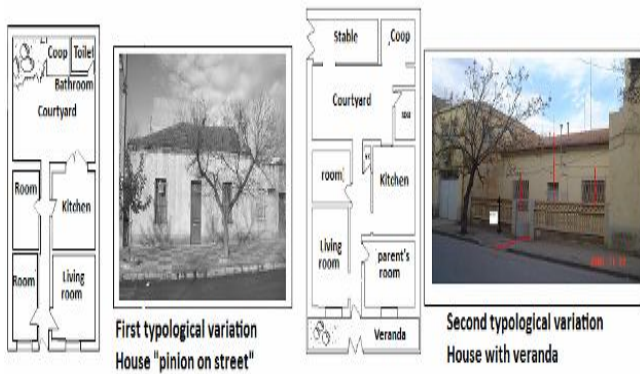 Coop
Toilet
Bathroom
Courtyard
Room
Kitchen
Room
Living
room
First typological variation
House "pinion on street"
Stable
Coop
Courtyard
room
Kitchen
Living
room
parent's
room
Veranda
Second typological variation
House with veranda